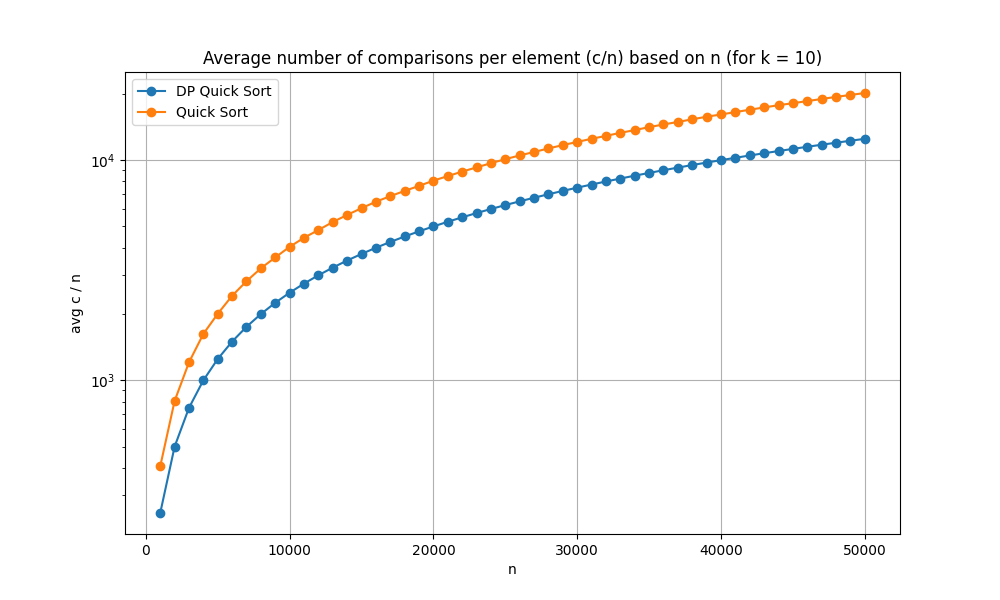 Average number of comparisons per element (c/n) based on n (for k = 10)
DP Quick Sort
Quick Sort
avg c / n
10⁴
10³
0
10000
20000
30000
40000
50000
n